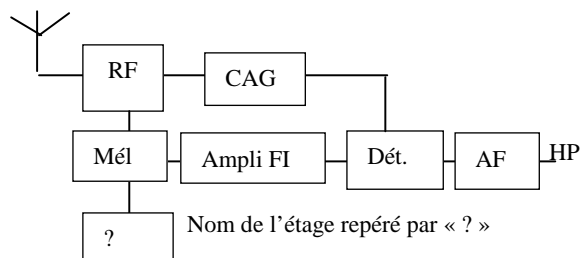 RF
CAG
Mél
Ampli FI
Dét.
AF
HP
?
Nom de l’étage repéré par « ? »